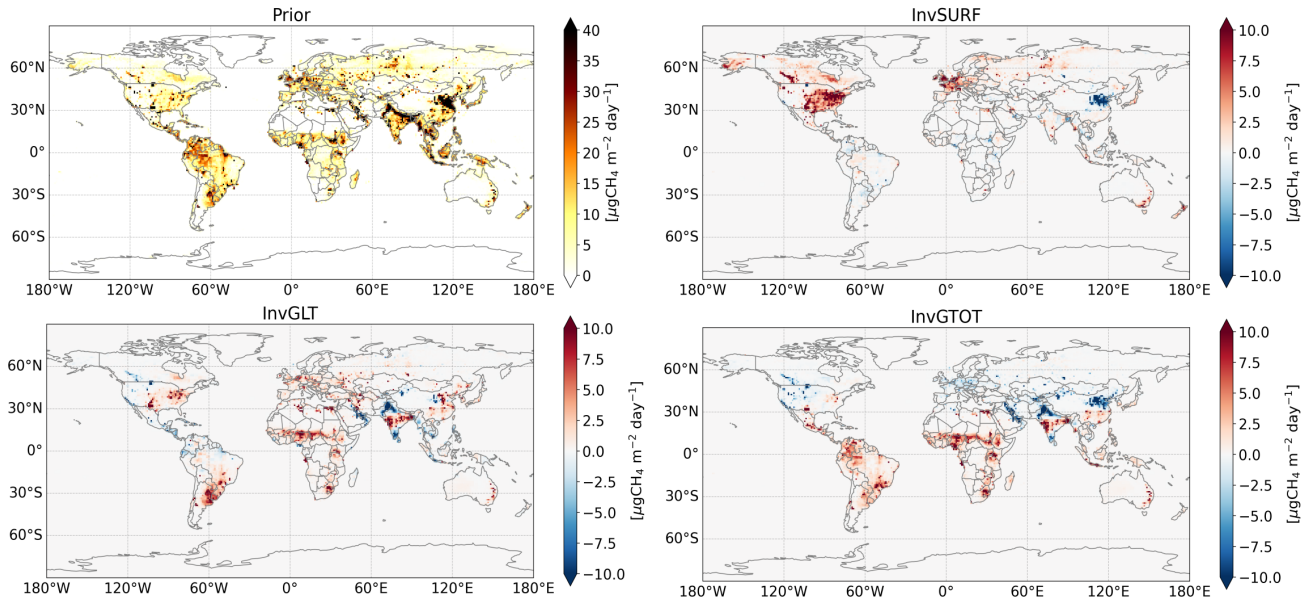 Prior
60°N
30°N
0°
30°S
60°S
180°W 120°W 60°W 0° 60°E 120°E 180°E
40
35
30
25
20
15
10
5
0
[μgCH₄ m⁻² day⁻¹]
InvSURF
60°N
30°N
0°
30°S
60°S
180°W 120°W 60°W 0° 60°E 120°E 180°E
10.0
7.5
5.0
2.5
0.0
−2.5
−5.0
−7.5
−10.0
[μgCH₄ m⁻² day⁻¹]
InvGLT
60°N
30°N
0°
30°S
60°S
180°W 120°W 60°W 0° 60°E 120°E 180°E
10.0
7.5
5.0
2.5
0.0
−2.5
−5.0
−7.5
−10.0
[μgCH₄ m⁻² day⁻¹]
InvGTOT
60°N
30°N
0°
30°S
60°S
180°W 120°W 60°W 0° 60°E 120°E 180°E
10.0
7.5
5.0
2.5
0.0
−2.5
−5.0
−7.5
−10.0
[μgCH₄ m⁻² day⁻¹]